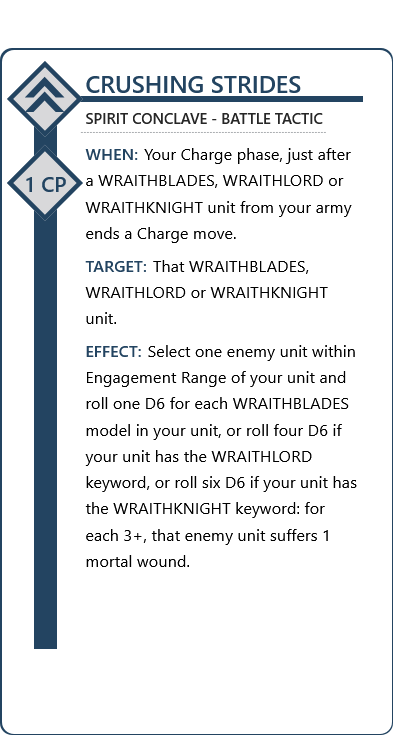 CRUSHING STRIDES
SPIRIT CONCLAVE - BATTLE TACTIC
1 CP
WHEN: Your Charge phase, just after
a WRAITHBLADES, WRAITHLORD or
WRAITHKNIGHT unit from your army
ends a Charge move.
TARGET: That WRAITHBLADES,
WRAITHLORD or WRAITHKNIGHT
unit.
EFFECT: Select one enemy unit within
Engagement Range of your unit and
roll one D6 for each WRAITHBLADES
model in your unit, or roll four D6 if
your unit has the WRAITHLORD
keyword, or roll six D6 if your unit has
the WRAITHKNIGHT keyword: for
each 3+, that enemy unit suffers 1
mortal wound.